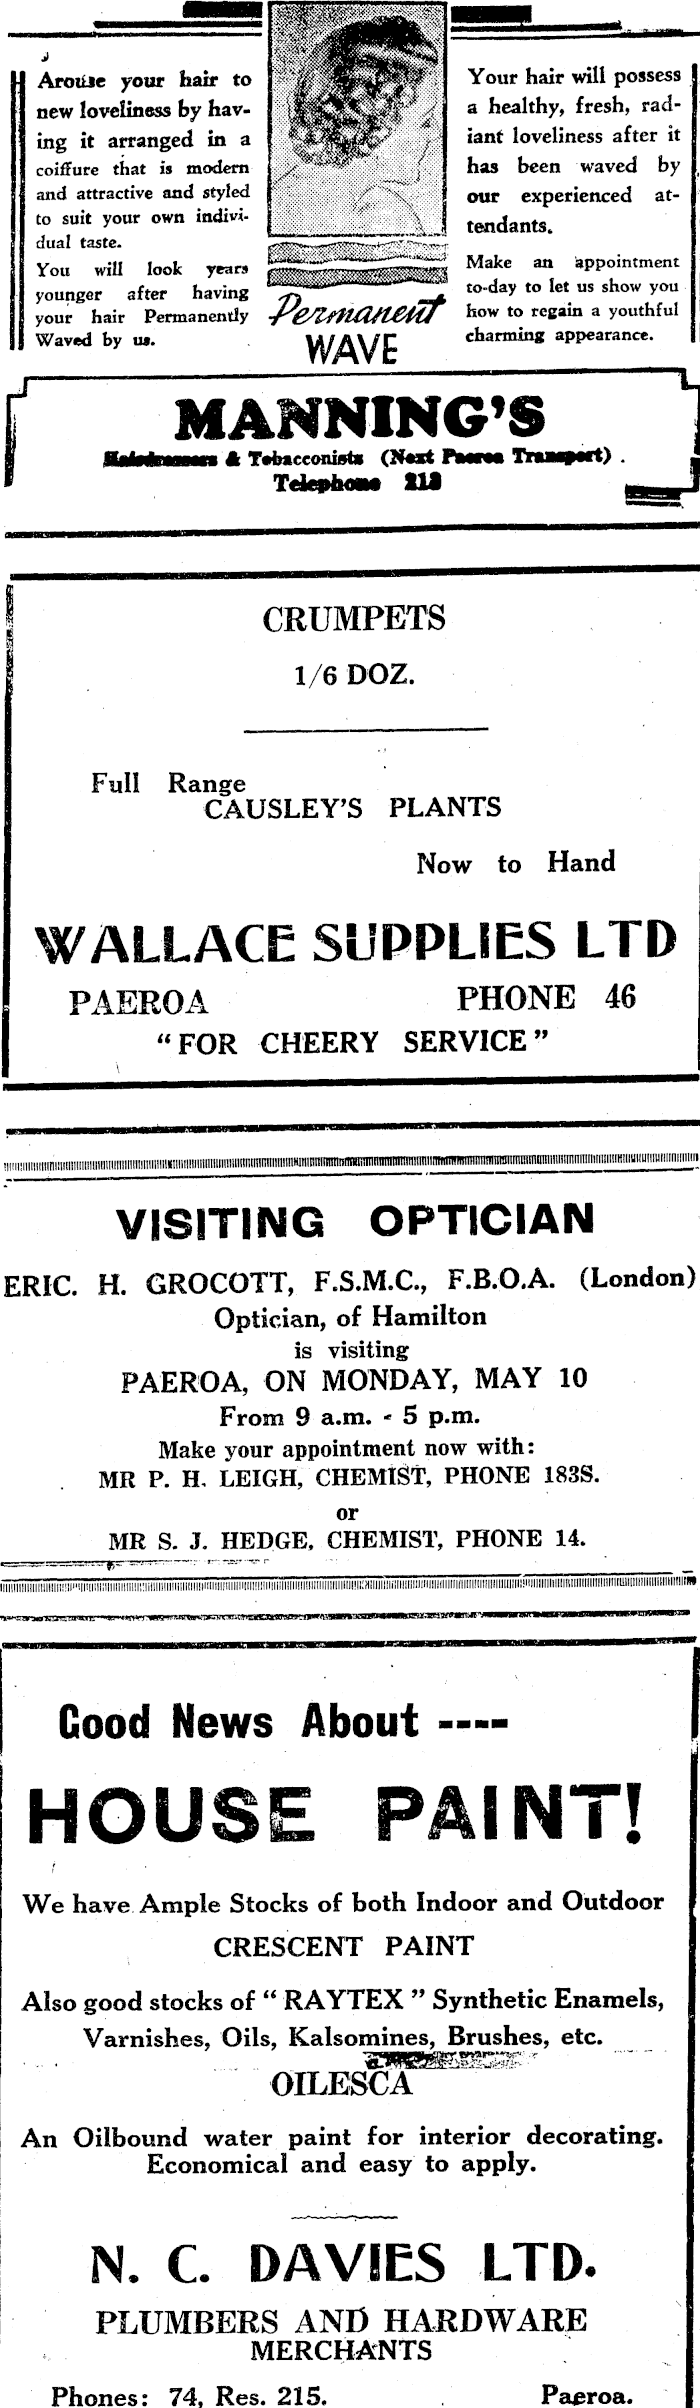 Arouse your hair to
new loveliness by hav-
ing it arranged in a
coiffure that is modern
and attractive and styled
to suit your own indivi-
dual taste.
You will look years
younger after having
your hair Permanently
Waved by us.
Permanent
WAVE
Your hair will possess
a healthy, fresh, rad-
iant loveliness after it
has been waved by
our experienced at-
tendants.
Make an appointment
to-day to let us show you
how to regain a youthful
charming appearance.
MANNING'S
Hairdressers & Tobacconists (Next Paeroa Transport) .
Telephone 213
CRUMPETS
1/6 DOZ.
Full Range
CAUSLEY'S PLANTS
Now to Hand
WALLACE SUPPLIES LTD
PAEROA PHONE 46
"FOR CHEERY SERVICE"
VISITING OPTICIAN
ERIC. H. GROCOTT, F.S.M.C., F.B.O.A. (London)
Optician, of Hamilton
is visiting
PAEROA, ON MONDAY, MAY 10
From 9 a.m. - 5 p.m.
Make your appointment now with:
MR P. H. LEIGH, CHEMIST, PHONE 183S.
or
MR S. J. HEDGE, CHEMIST, PHONE 14.
Good News About ----
HOUSE PAINT!
We have Ample Stocks of both Indoor and Outdoor
CRESCENT PAINT
Also good stocks of "RAYTEX" Synthetic Enamels,
Varnishes, Oils, Kalsomines, Brushes, etc.
OILESCA
An Oilbound water paint for interior decorating.
Economical and easy to apply.
N. C. DAVIES LTD.
PLUMBERS AND HARDWARE
MERCHANTS
Phones: 74, Res. 215. Paeroa.